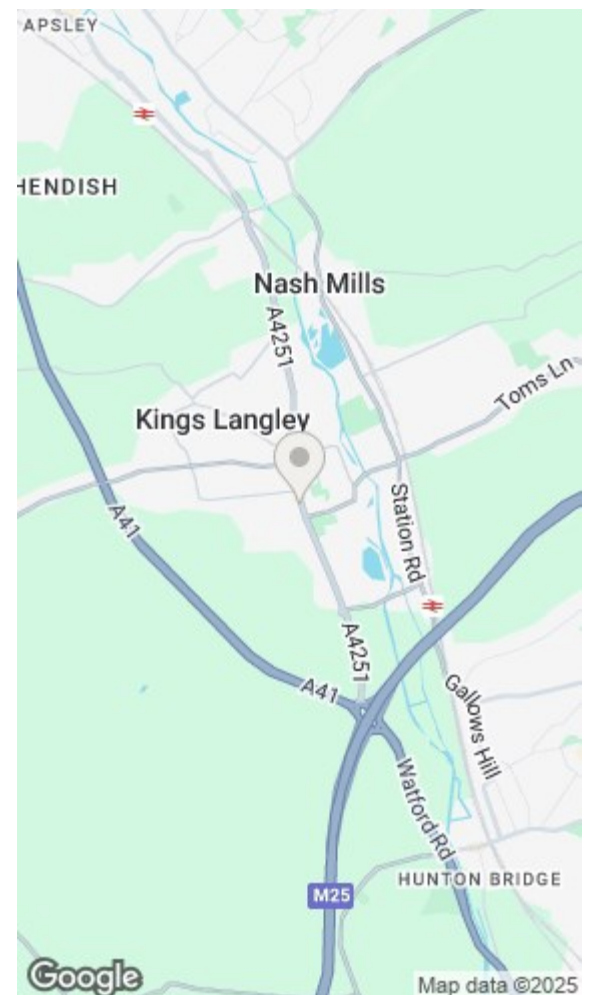 APSLEY
HENDISH
Nash Mills
A4251
Toms Ln
Kings Langley
A41
Station Rd
A4251
A41
Gallows Hill
Watford Rd
HUNTON BRIDGE
M25
Google
Map data ©2025